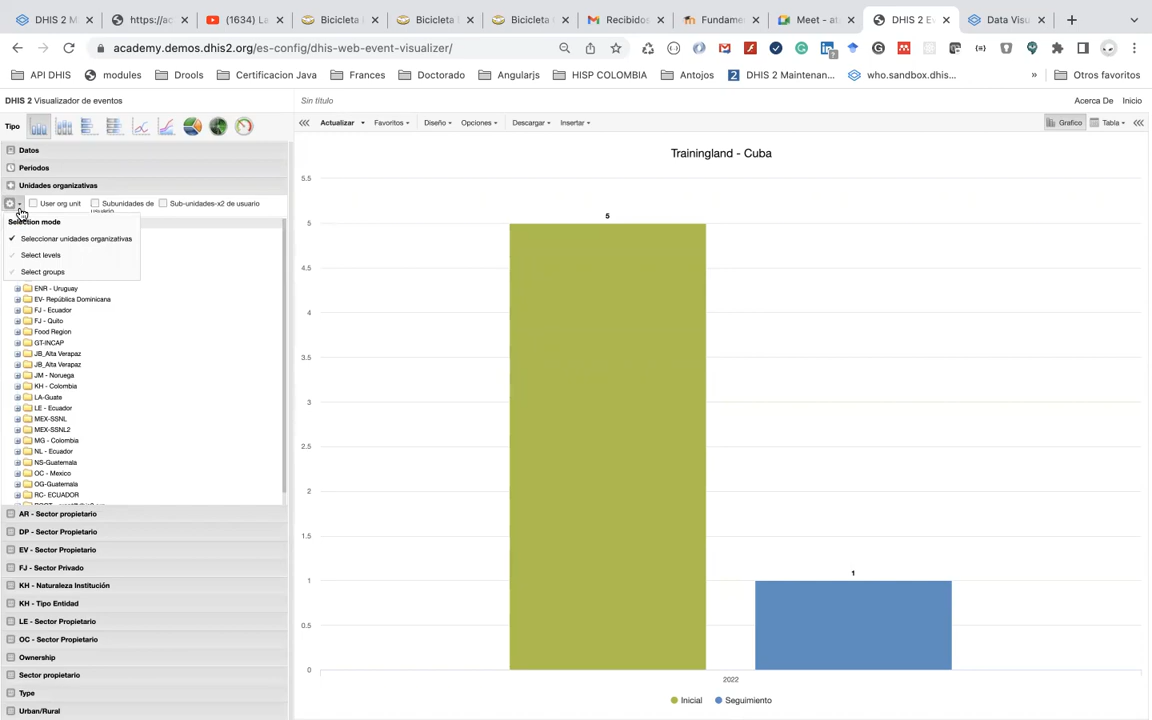 DHIS 2 M
https://ac
(1634) La
Bicicleta
Bicicleta
Bicicleta
Recibidos
Fundame
Meet - at
DHIS 2 Ev
Data Visu
academy.demos.dhis2.org/es-config/dhis-web-event-visualizer/
API DHIS
modules
Drools
Certificacion Java
Frances
Doctorado
Angularjs
HISP COLOMBIA
Antojos
DHIS 2 Maintenan...
who.sandbox.dhis...
»
Otros favoritos
DHIS 2 Visualizador de eventos
Sin título
Acerca De
Inicio
Tipo
Actualizar
Favoritos
Diseño
Opciones
Descargar
Insertar
Grafico
Tabla
Datos
Periodos
Unidades organizativas
User org unit
Subunidades de usuario
Sub-unidades-x2 de usuario
Selection mode
Seleccionar unidades organizativas
Select levels
Select groups
ENR - Uruguay
EV- República Dominicana
FJ - Ecuador
FJ - Quito
Food Region
GT-INCAP
JB_Alta Verapaz
JB_Alta Verapaz
JM - Noruega
KH - Colombia
LA-Guate
LE - Ecuador
MEX-SSNL
MEX-SSNL2
MG - Colombia
NL - Ecuador
NS-Guatemala
OC - Mexico
OG-Guatemala
RC- ECUADOR
AR - Sector propietario
DP - Sector Propietario
EV - Sector Propietario
FJ - Sector Privado
KH - Naturaleza Institución
KH - Tipo Entidad
LE - Sector Propietario
OC - Sector Propietario
Ownership
Sector propietario
Type
Urban/Rural
Trainingland - Cuba
5.5
5
4.5
4
3.5
3
2.5
2
1.5
1
0.5
0
5
1
2022
Inicial
Seguimiento